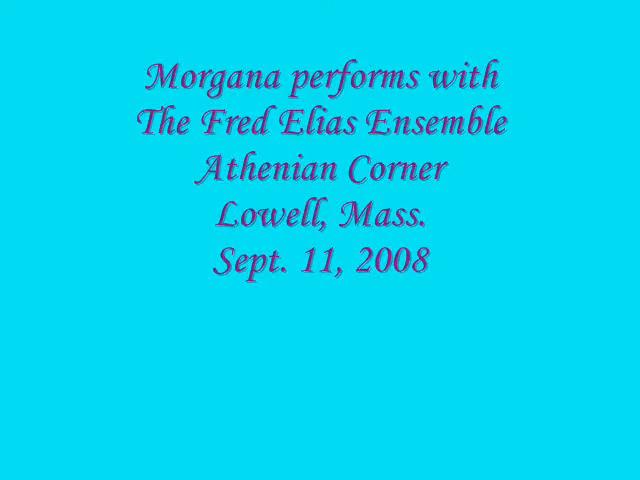 Morgana performs with
The Fred Elias Ensemble
Athenian Corner
Lowell, Mass.
Sept. 11, 2008